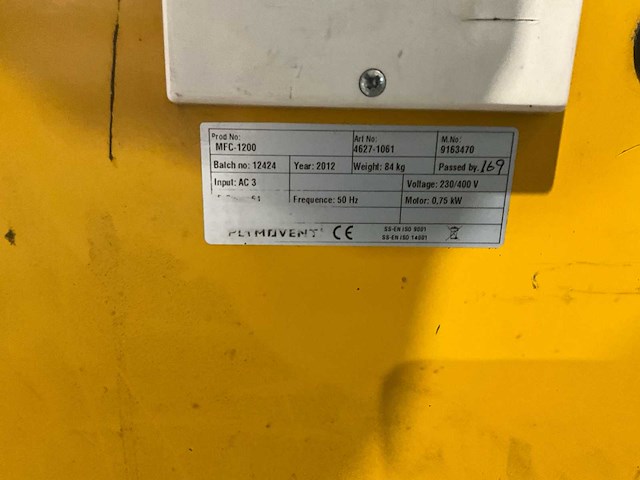 Prod No: Art No: M.No:
MFC-1200 4627-1061 9153470
Batch no: 12424 Year: 2012 Weight: 84 kg Passed by. 169
Input: AC 3 Voltage: 230/400 V
Frequence: 50 Hz Motor: 0,75 kW
PLYMOVENT® CE SS-EN ISO 9001
SS-EN ISO 14001